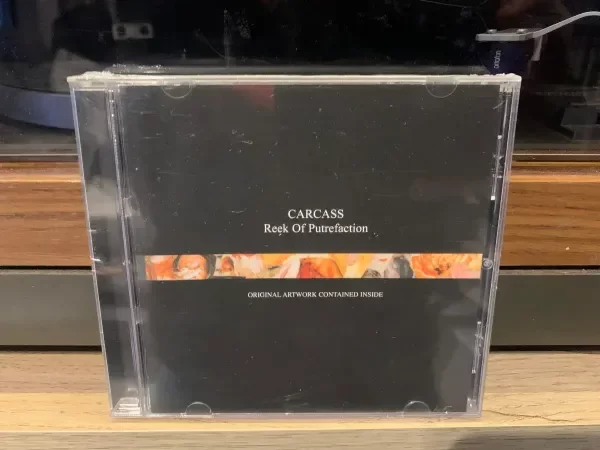 CARCASS
Reek Of Putrefaction
ORIGINAL ARTWORK CONTAINED INSIDE